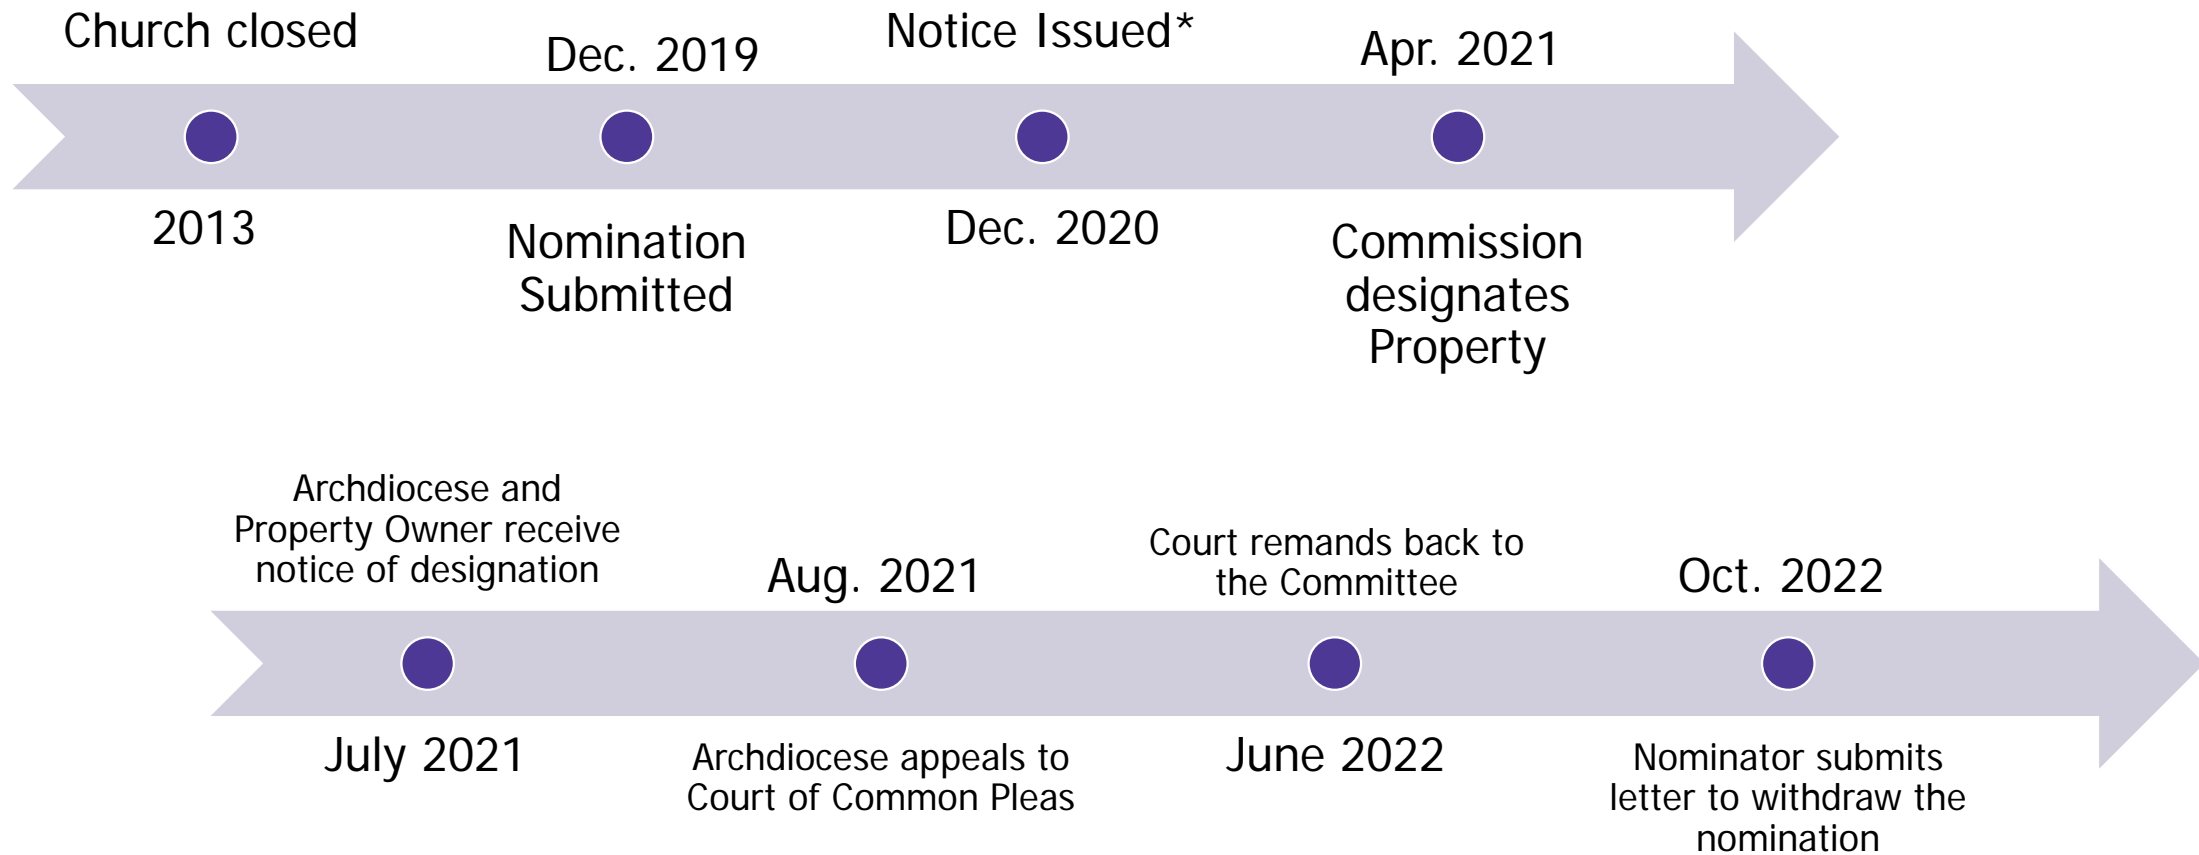 Church closed
2013
Dec. 2019
Nomination
Submitted
Notice Issued*
Dec. 2020
Apr. 2021
Commission
designates
Property
Archdiocese and
Property Owner receive
notice of designation
July 2021
Aug. 2021
Archdiocese appeals to
Court of Common Pleas
Court remands back to
the Committee
June 2022
Oct. 2022
Nominator submits
letter to withdraw the
nomination